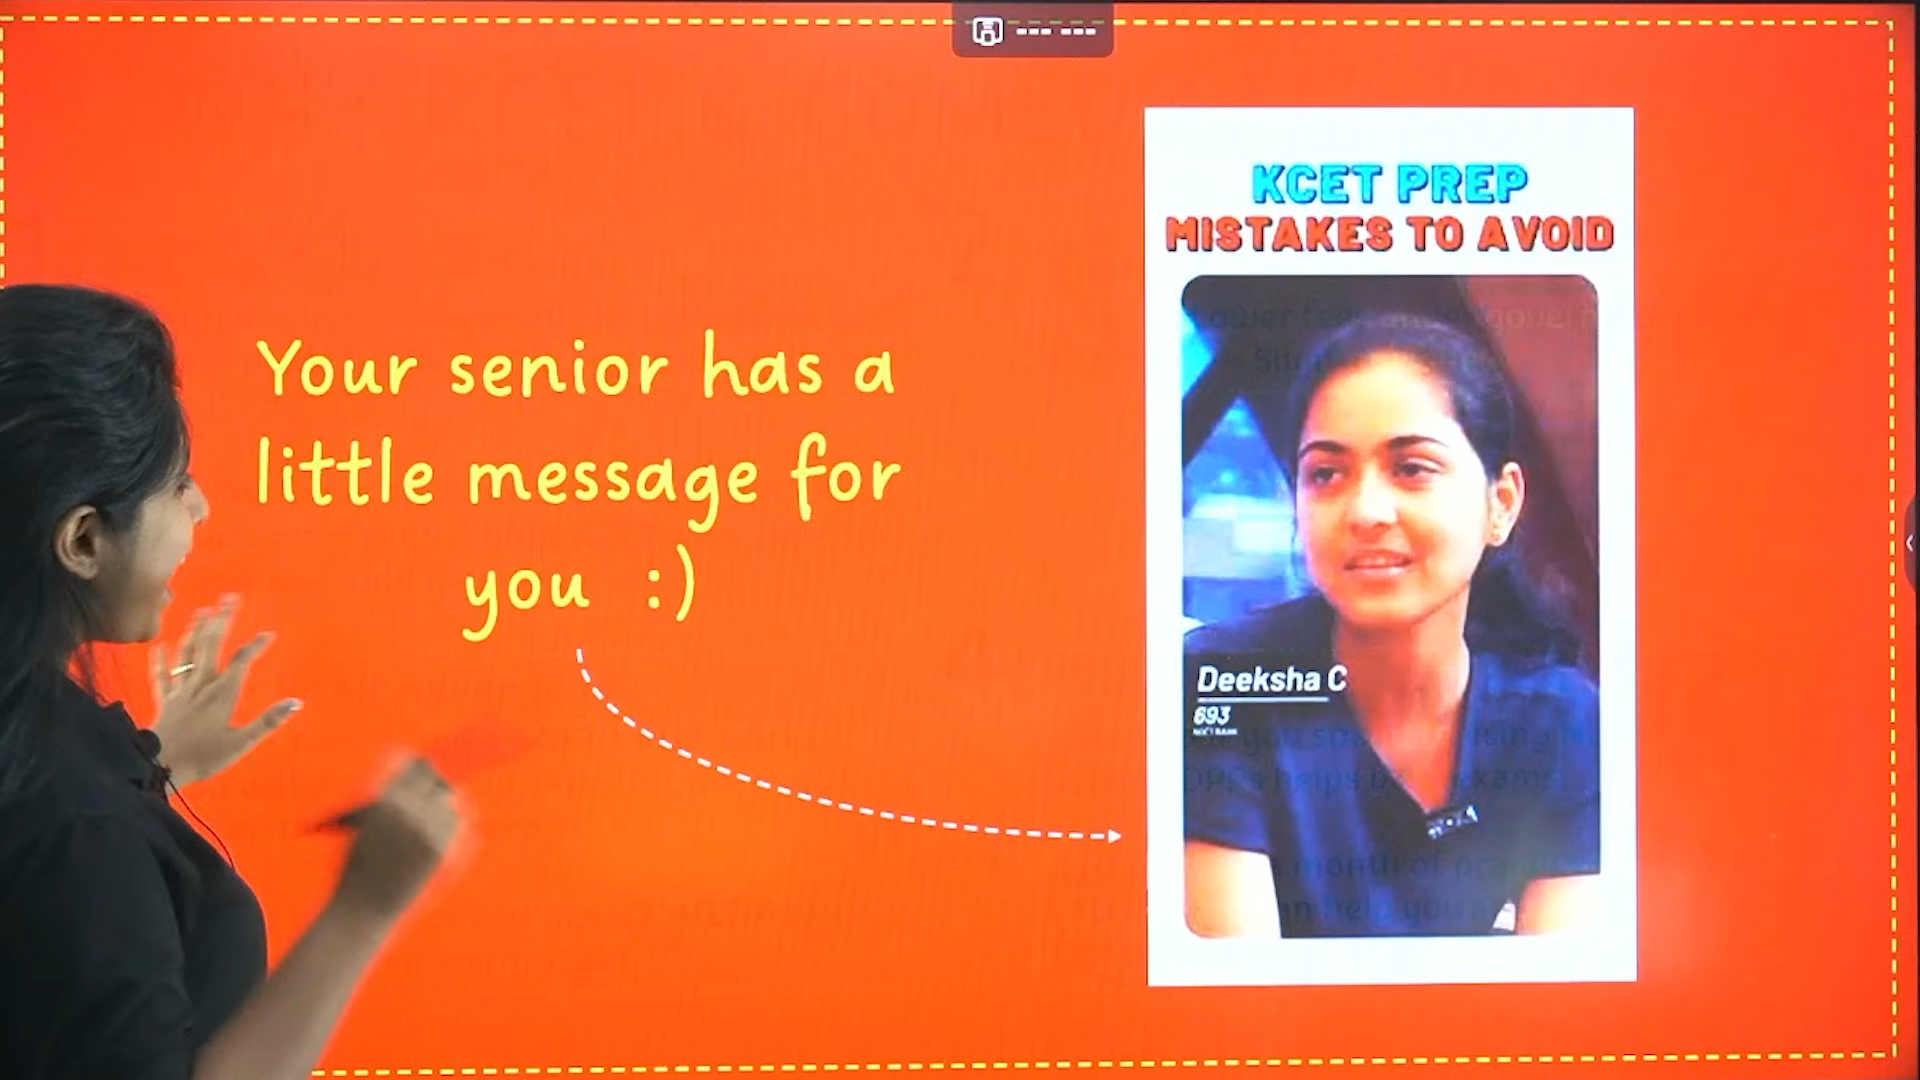 Your senior has a
little message for
you :)
KCET PREP
MISTAKES TO AVOID
Deeksha C
693